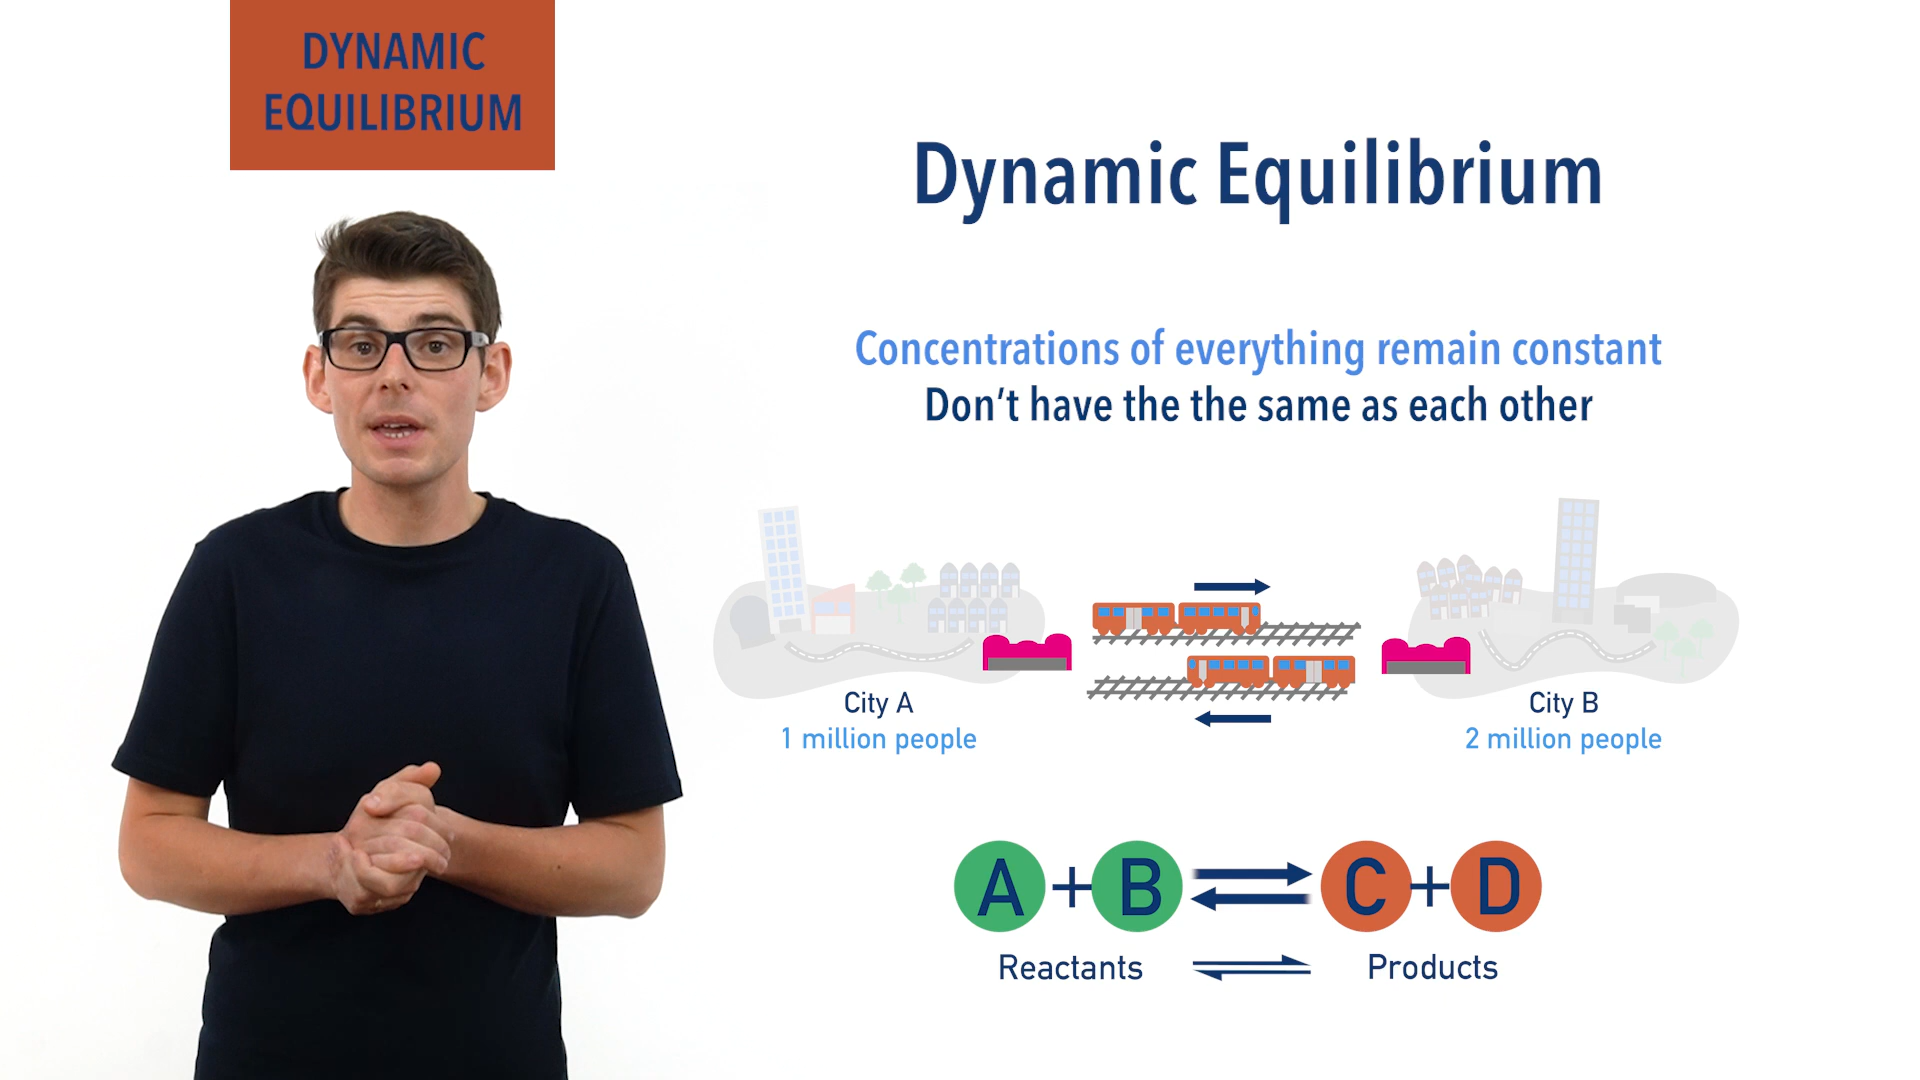 DYNAMIC
EQUILIBRIUM
Dynamic Equilibrium
Concentrations of everything remain constant
Don't have the the same as each other
City A
1 million people
City B
2 million people
A + B ⇄ C + D
Reactants ⇌ Products